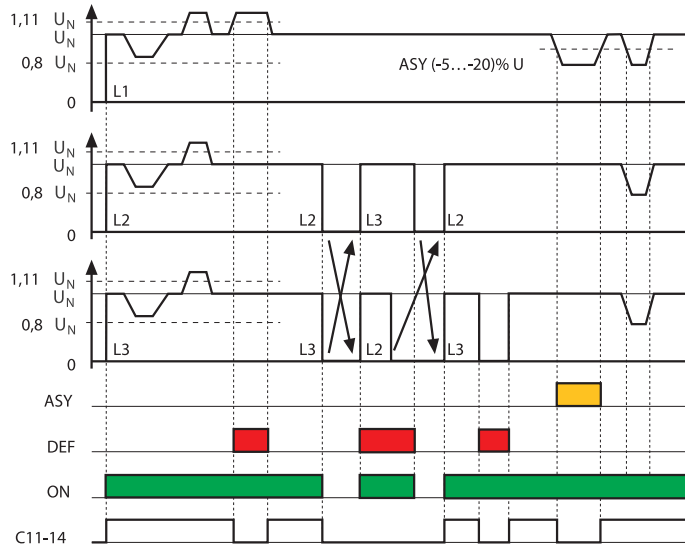 1,11 U_N
U_N
0,8 U_N
ASY (-5...-20)% U
0
L1
1,11 U_N
U_N
0,8 U_N
L2 L2 L3 L2
0
1,11 U_N
U_N
0,8 U_N
L3 L3 L2 L3
0
ASY
DEF
ON
C11-14